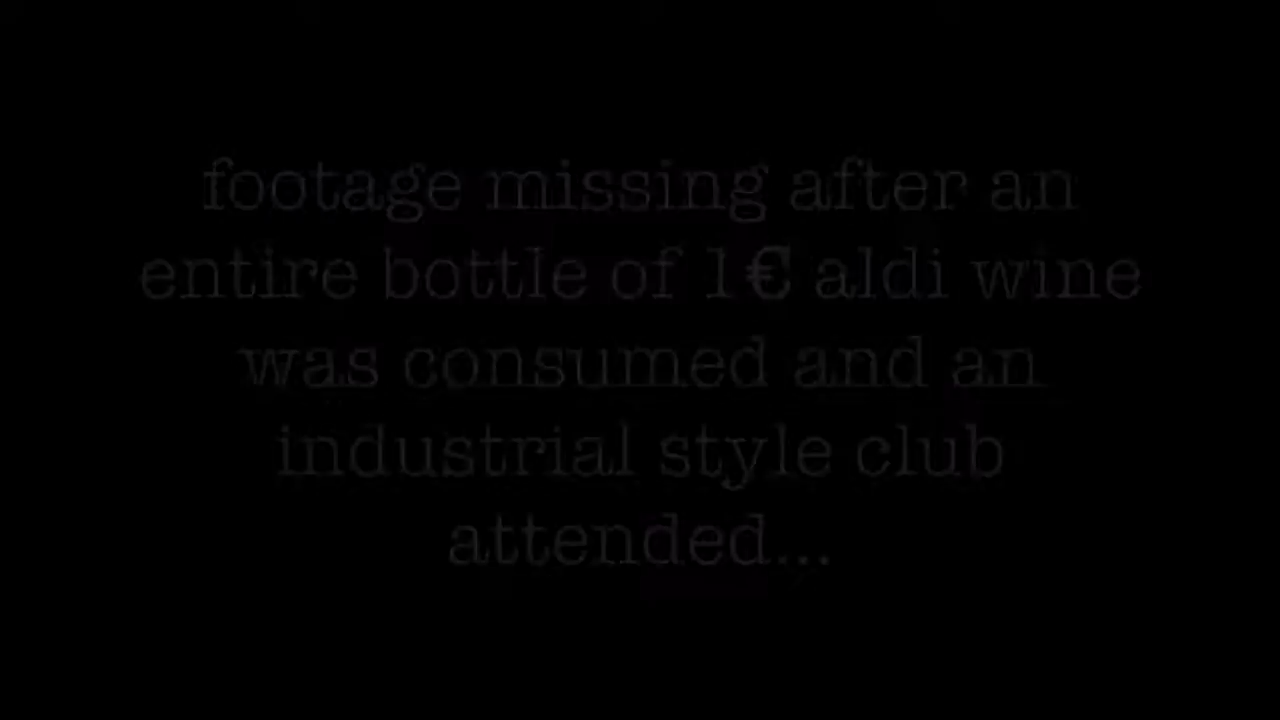 footage missing after an
entire bottle of 1€ aldi wine
was consumed and an
industrial style club
attended...